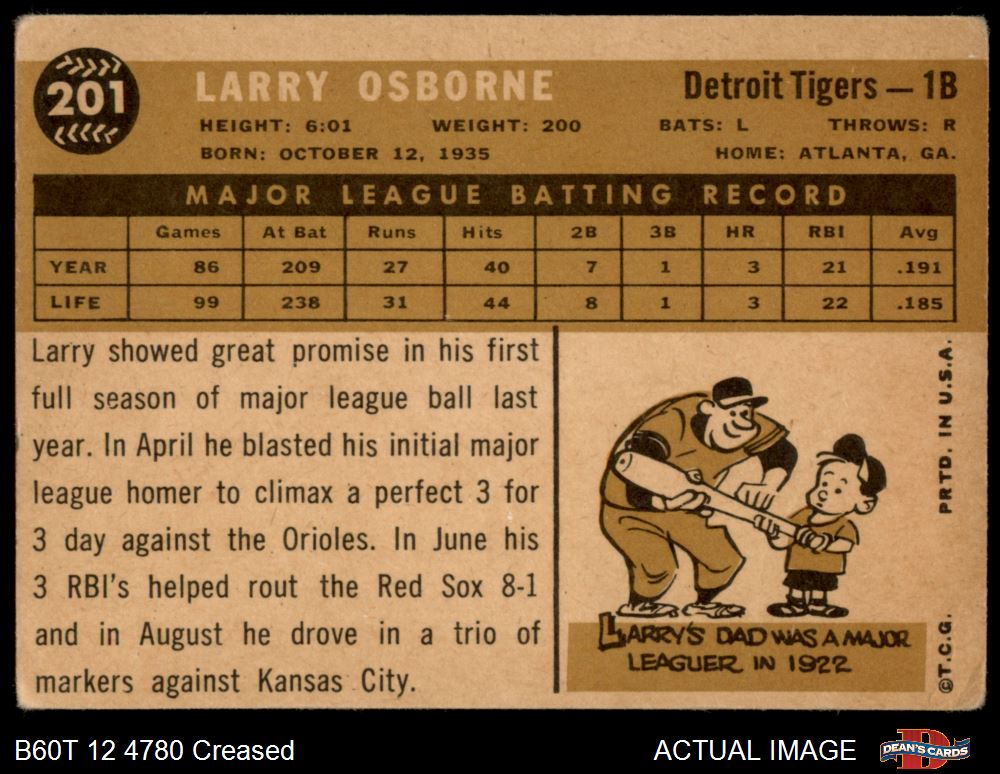 201
LARRY OSBORNE
Detroit Tigers — 1B
HEIGHT: 6:01 WEIGHT: 200 BATS: L THROWS: R
BORN: OCTOBER 12, 1935 HOME: ATLANTA, GA.
MAJOR LEAGUE BATTING RECORD
Games At Bat Runs Hits 2B 3B HR RBI Avg
YEAR 86 209 27 40 7 1 3 21 .191
LIFE 99 238 31 44 8 1 3 22 .185
Larry showed great promise in his first
full season of major league ball last
year. In April he blasted his initial major
league homer to climax a perfect 3 for
3 day against the Orioles. In June his
3 RBI's helped rout the Red Sox 8-1
and in August he drove in a trio of
markers against Kansas City.
LARRY'S DAD WAS A MAJOR
LEAGUER IN 1922
©T.C.G. PRTD. IN U.S.A.
B60T 12 4780 Creased
ACTUAL IMAGE
DEAN'S CARDS